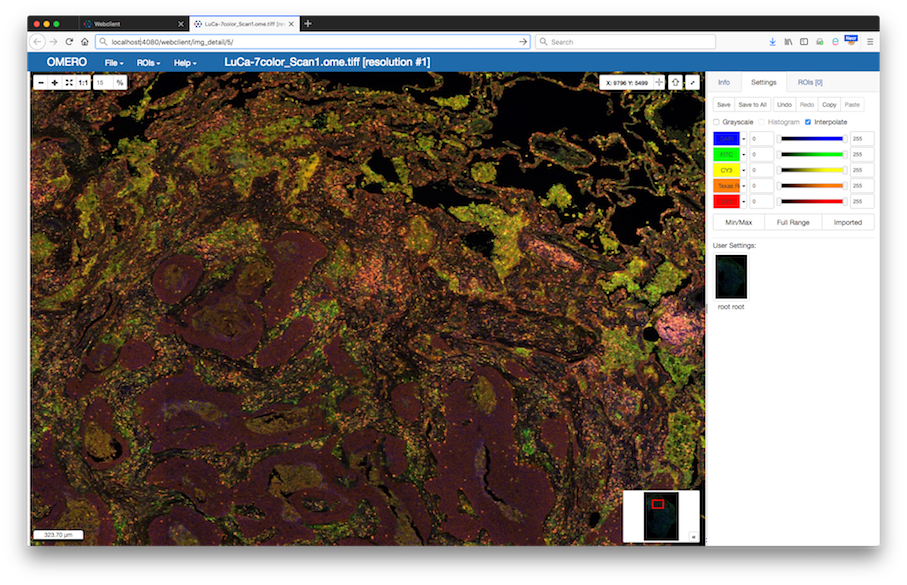 Webclient
LuCa-7color_Scan1.ome.tiff [res
localhost:4080/webclient/img_detail/5/
Search
New!
OMERO File ROIs Help LuCa-7color_Scan1.ome.tiff [resolution #1]
1:1 15 %
X: 9796 Y: 5499
Info Settings ROIs [0]
Save Save to All Undo Redo Copy Paste
Grayscale Histogram Interpolate
0 255
FITC 0 255
CY3 0 255
Texas R 0 255
0 255
Min/Max Full Range Imported
User Settings:
root root
323.70 µm